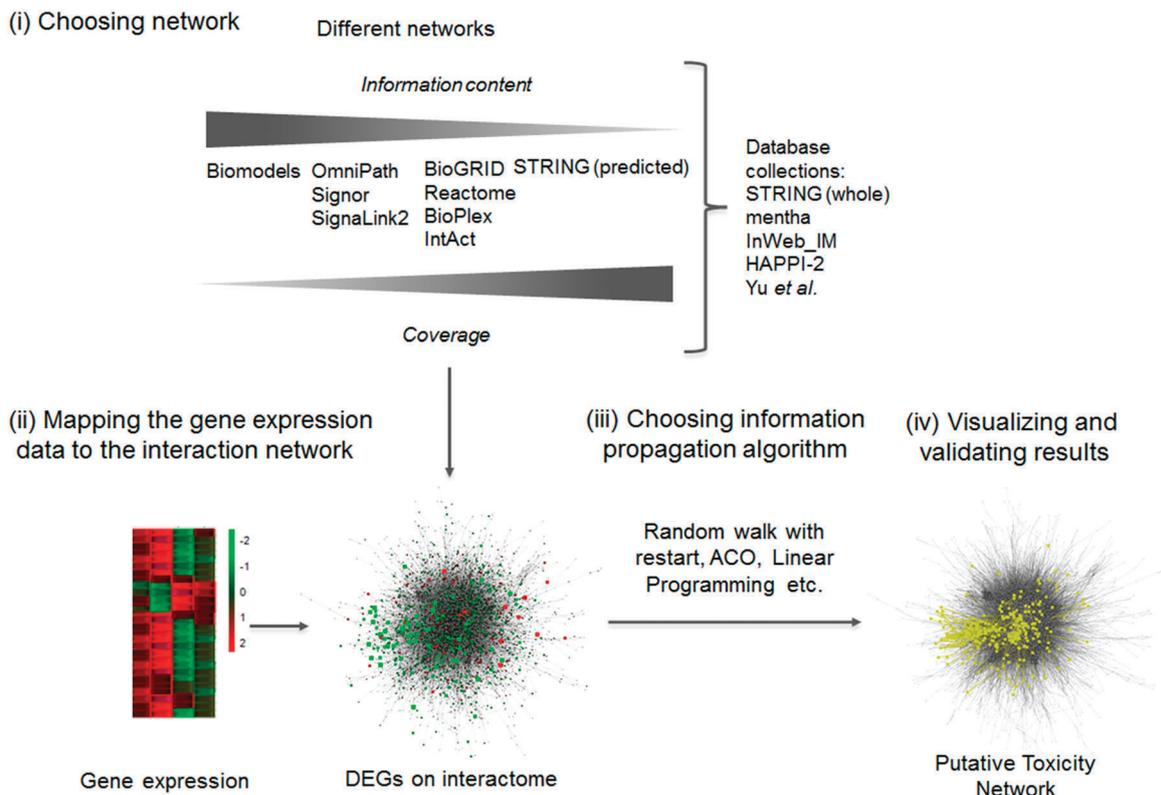 (i) Choosing network
Different networks
Information content
Biomodels
OmniPath
Signor
SignaLink2
BioGRID
Reactome
BioPlex
IntAct
STRING (predicted)
Coverage
Database
collections:
STRING (whole)
mentha
InWeb_IM
HAPPI-2
Yu et al.
(ii) Mapping the gene expression
data to the interaction network
-2
-1
0
1
2
Gene expression
DEGs on interactome
(iii) Choosing information
propagation algorithm
Random walk with
restart, ACO, Linear
Programming etc.
(iv) Visualizing and
validating results
Putative Toxicity
Network